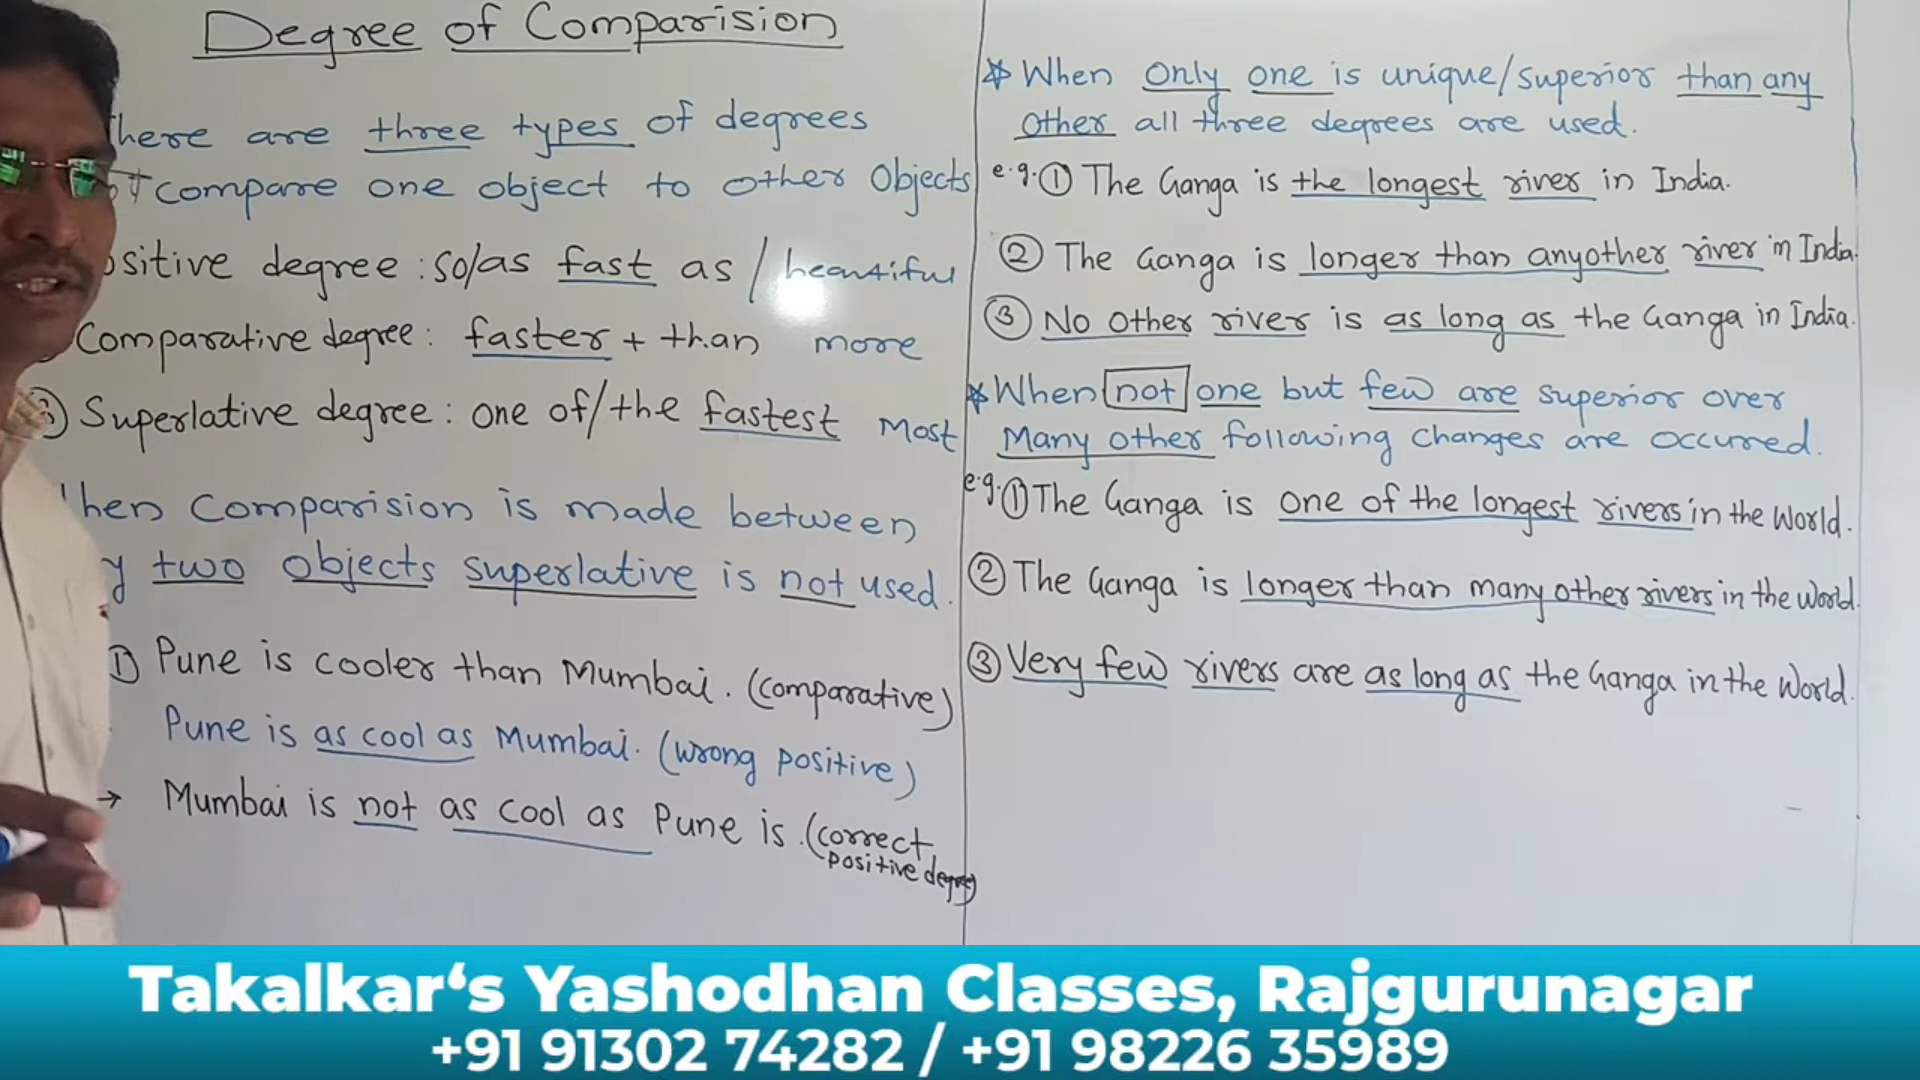 Degree of Comparision
here are three types of degrees
compare one object to other Objects
ositive degree : so/as fast as / beautiful
Comparative degree : faster + than more
3) Superlative degree : one of/the fastest Most
hen Comparision is made between
y two objects superlative is not used.
1) Pune is cooler than Mumbai. (comparative)
Pune is as cool as Mumbai. (wrong positive)
→ Mumbai is not as cool as Pune is. (correct
positive degree)
* When only one is unique/superior than any
other all three degrees are used.
e.g. ① The Ganga is the longest river in India.
② The Ganga is longer than anyother river in India.
③ No other river is as long as the Ganga in India.
* When not one but few are superior over
Many other following changes are occurred.
e.g. ① The Ganga is one of the longest rivers in the World.
② The Ganga is longer than many other rivers in the World.
③ Very few rivers are as long as the Ganga in the World.
Takalkar‘s Yashodhan Classes, Rajgurunagar
+91 91302 74282 / +91 98226 35989